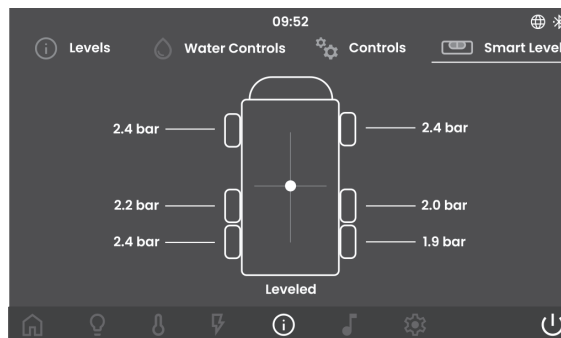 09:52
Levels Water Controls Controls Smart Level
2.4 bar 2.4 bar
2.2 bar 2.0 bar
2.4 bar 1.9 bar
Leveled